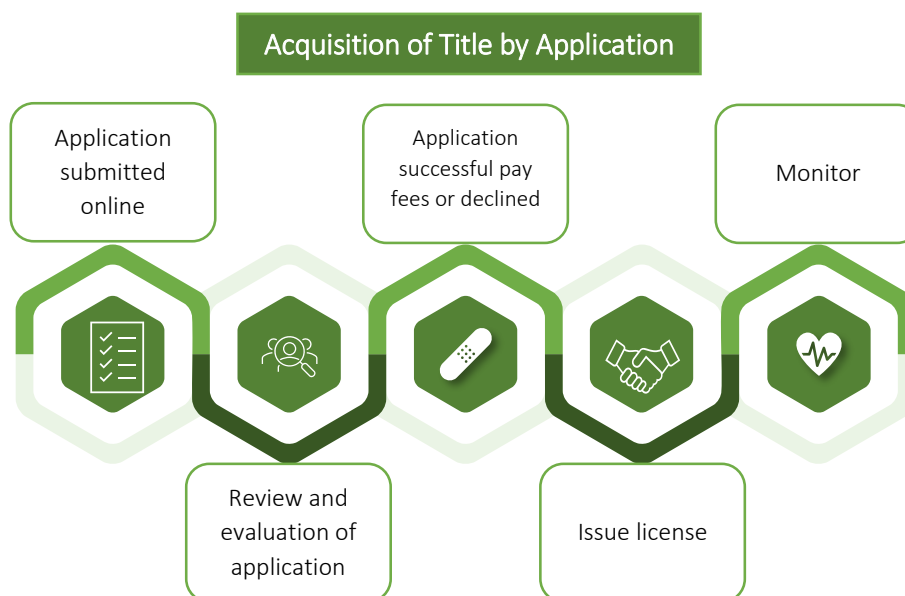 Acquisition of Title by Application
Application
submitted
online
Review and
evaluation of
application
Application
successful pay
fees or declined
Issue license
Monitor